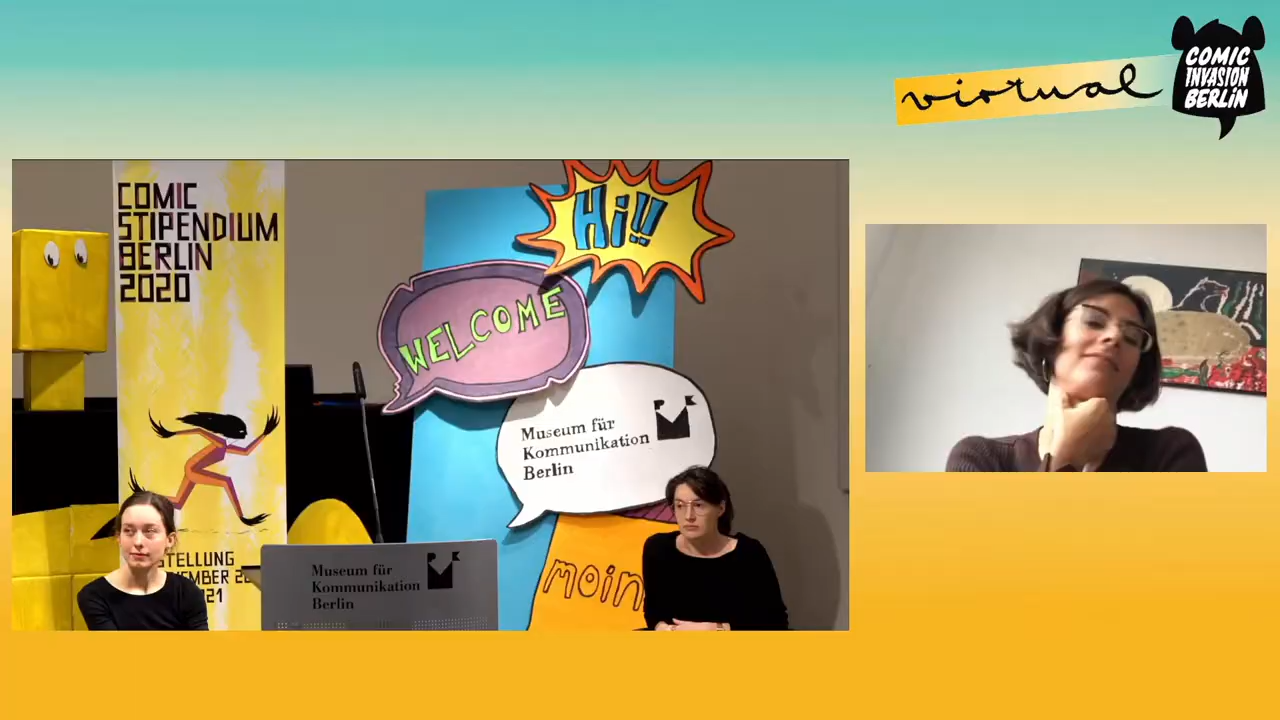 virtual
COMIC
INVASION
BERLIN
COMIC
STIPENDIUM
BERLIN
2020
Hi!!
WELCOME
Museum für
Kommunikation
Berlin
moin
Museum für
Kommunikation
Berlin